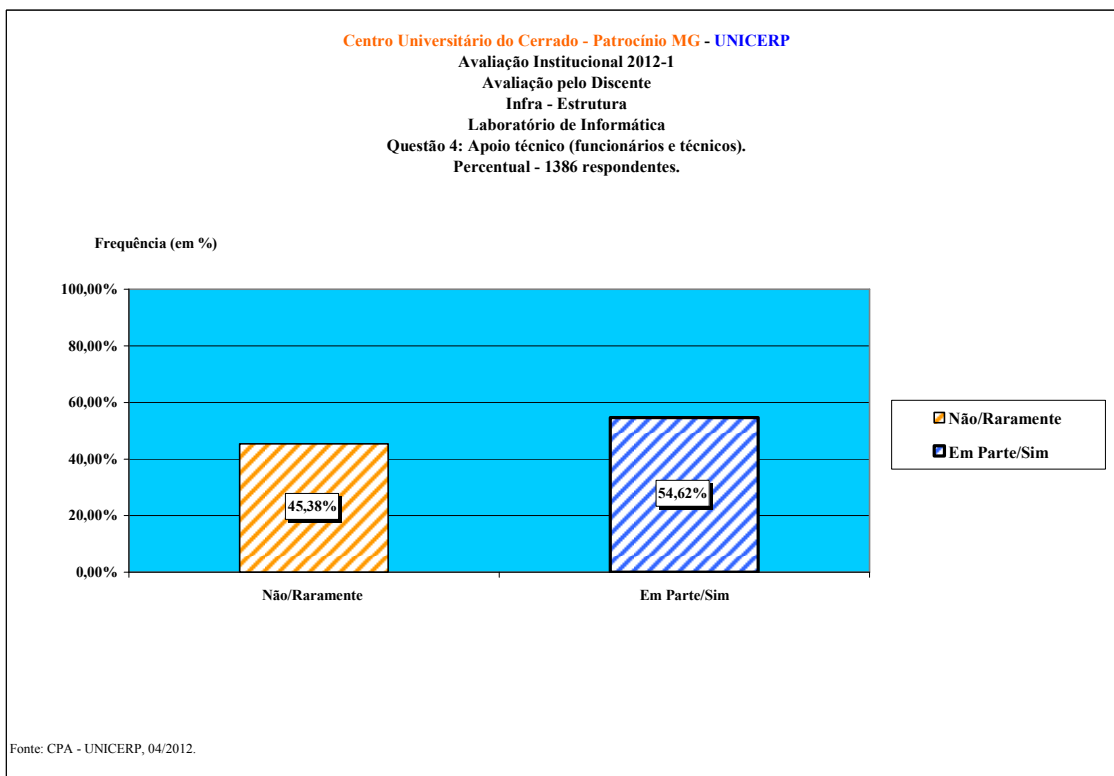 Centro Universitário do Cerrado - Patrocínio MG - UNICERP
Avaliação Institucional 2012-1
Avaliação pelo Discente
Infra - Estrutura
Laboratório de Informática
Questão 4: Apoio técnico (funcionários e técnicos).
Percentual - 1386 respondentes.
Frequência (em %)
100,00%
80,00%
60,00%
40,00%
20,00%
0,00%
45,38%
54,62%
Não/Raramente
Em Parte/Sim
Não/Raramente
Em Parte/Sim
Fonte: CPA - UNICERP, 04/2012.